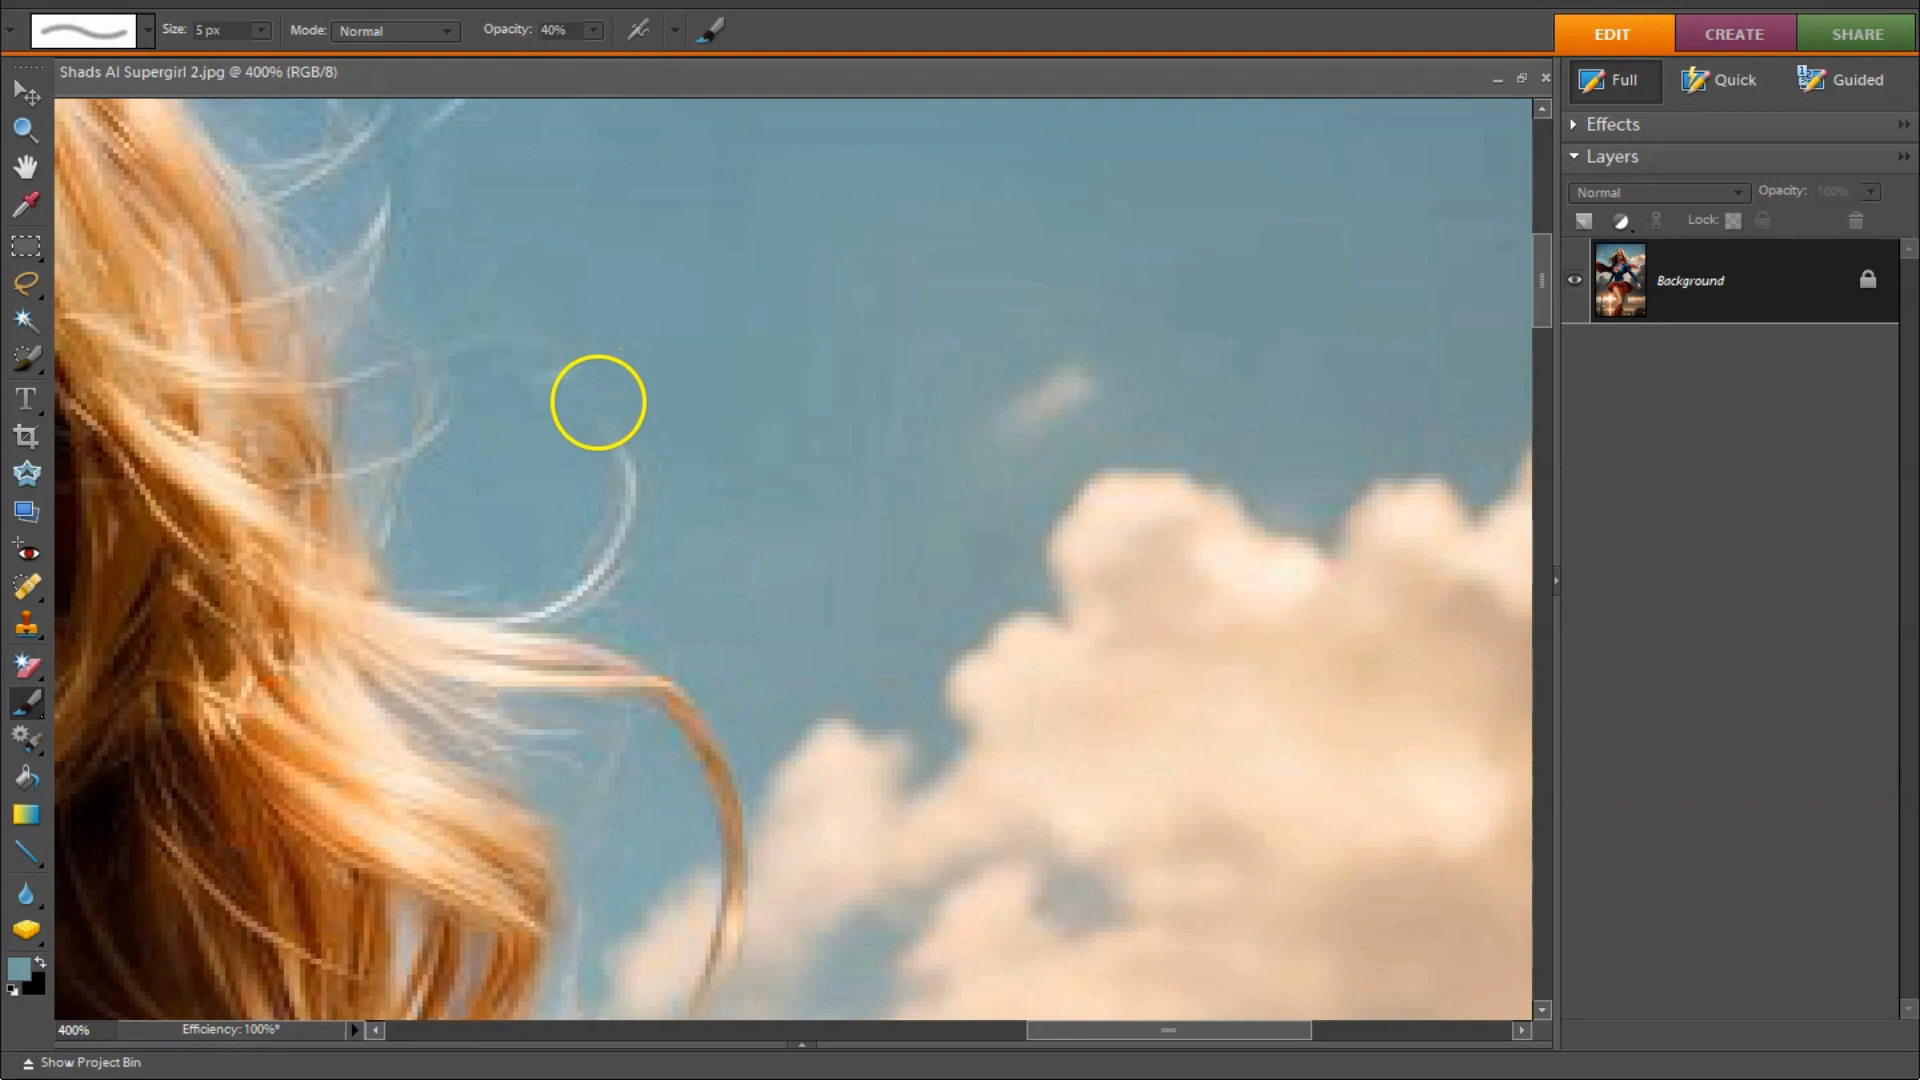 Size: 5 px
Mode: Normal
Opacity: 40%
EDIT
CREATE
SHARE
Shads AI Supergirl 2.jpg @ 400% (RGB/8)
Full
Quick
Guided
Effects
Layers
Normal
Opacity: 100%
Lock:
Background
400%
Efficiency: 100%*
Show Project Bin